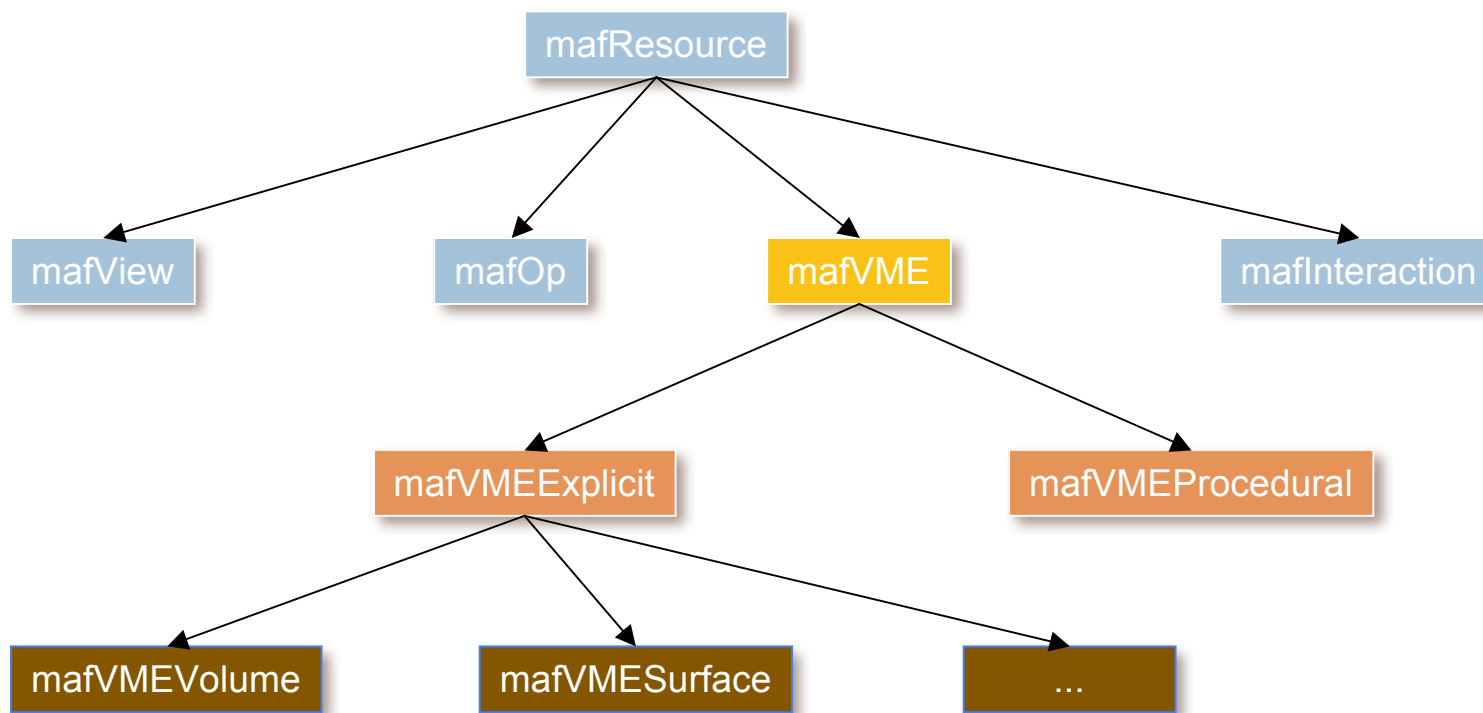 mafResource
mafView
mafOp
mafVME
mafInteraction
mafVMEExplicit
mafVMEProcedural
mafVMEVolume
mafVMESurface
...